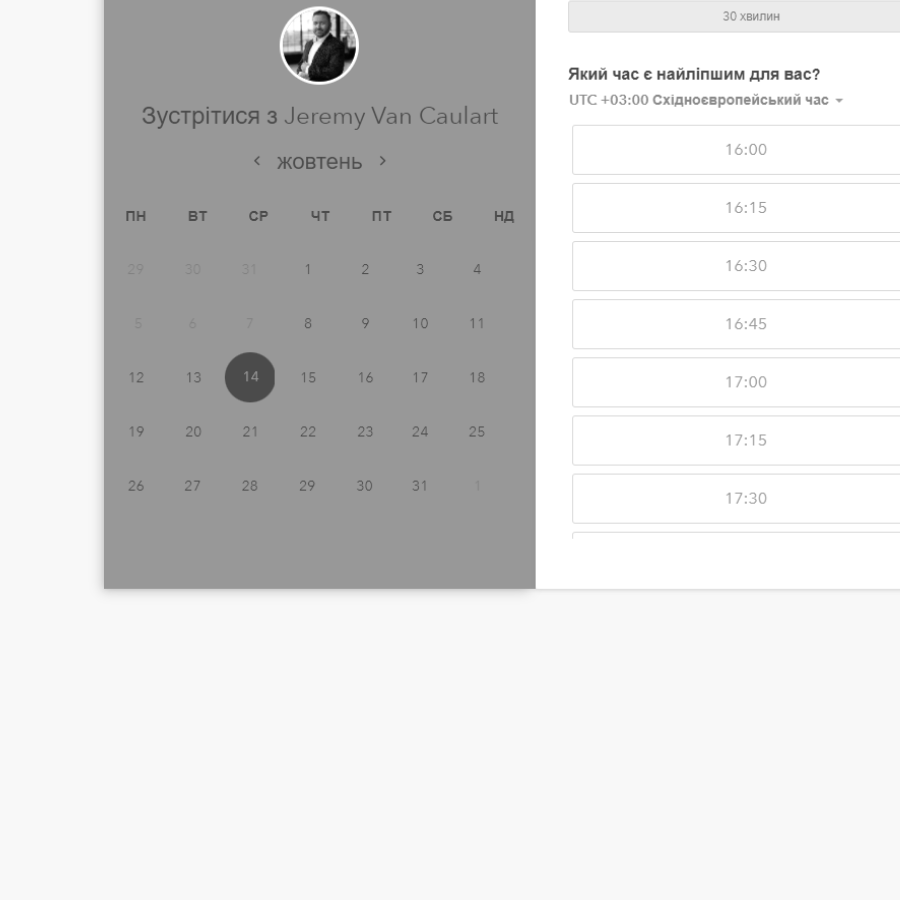 Зустрітися з Jeremy Van Caulart
жовтень
ПН ВТ СР ЧТ ПТ СБ НД
29 30 31 1 2 3 4
5 6 7 8 9 10 11
12 13 14 15 16 17 18
19 20 21 22 23 24 25
26 27 28 29 30 31 1
30 хвилин
Який час є найліпшим для вас?
UTC +03:00 Східноєвропейський час
16:00
16:15
16:30
16:45
17:00
17:15
17:30